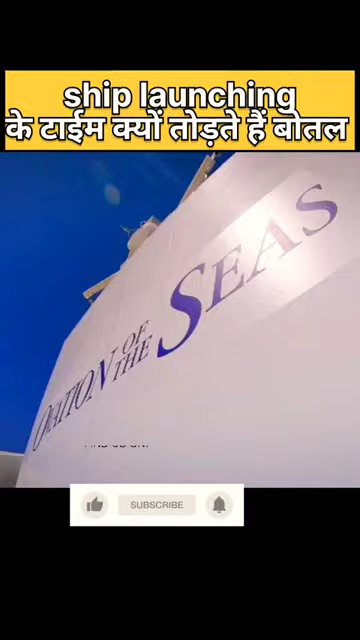 ship launching
के टाईम क्यों तोड़ते हैं बोतल
OVATION OF THE SEAS
SUBSCRIBE